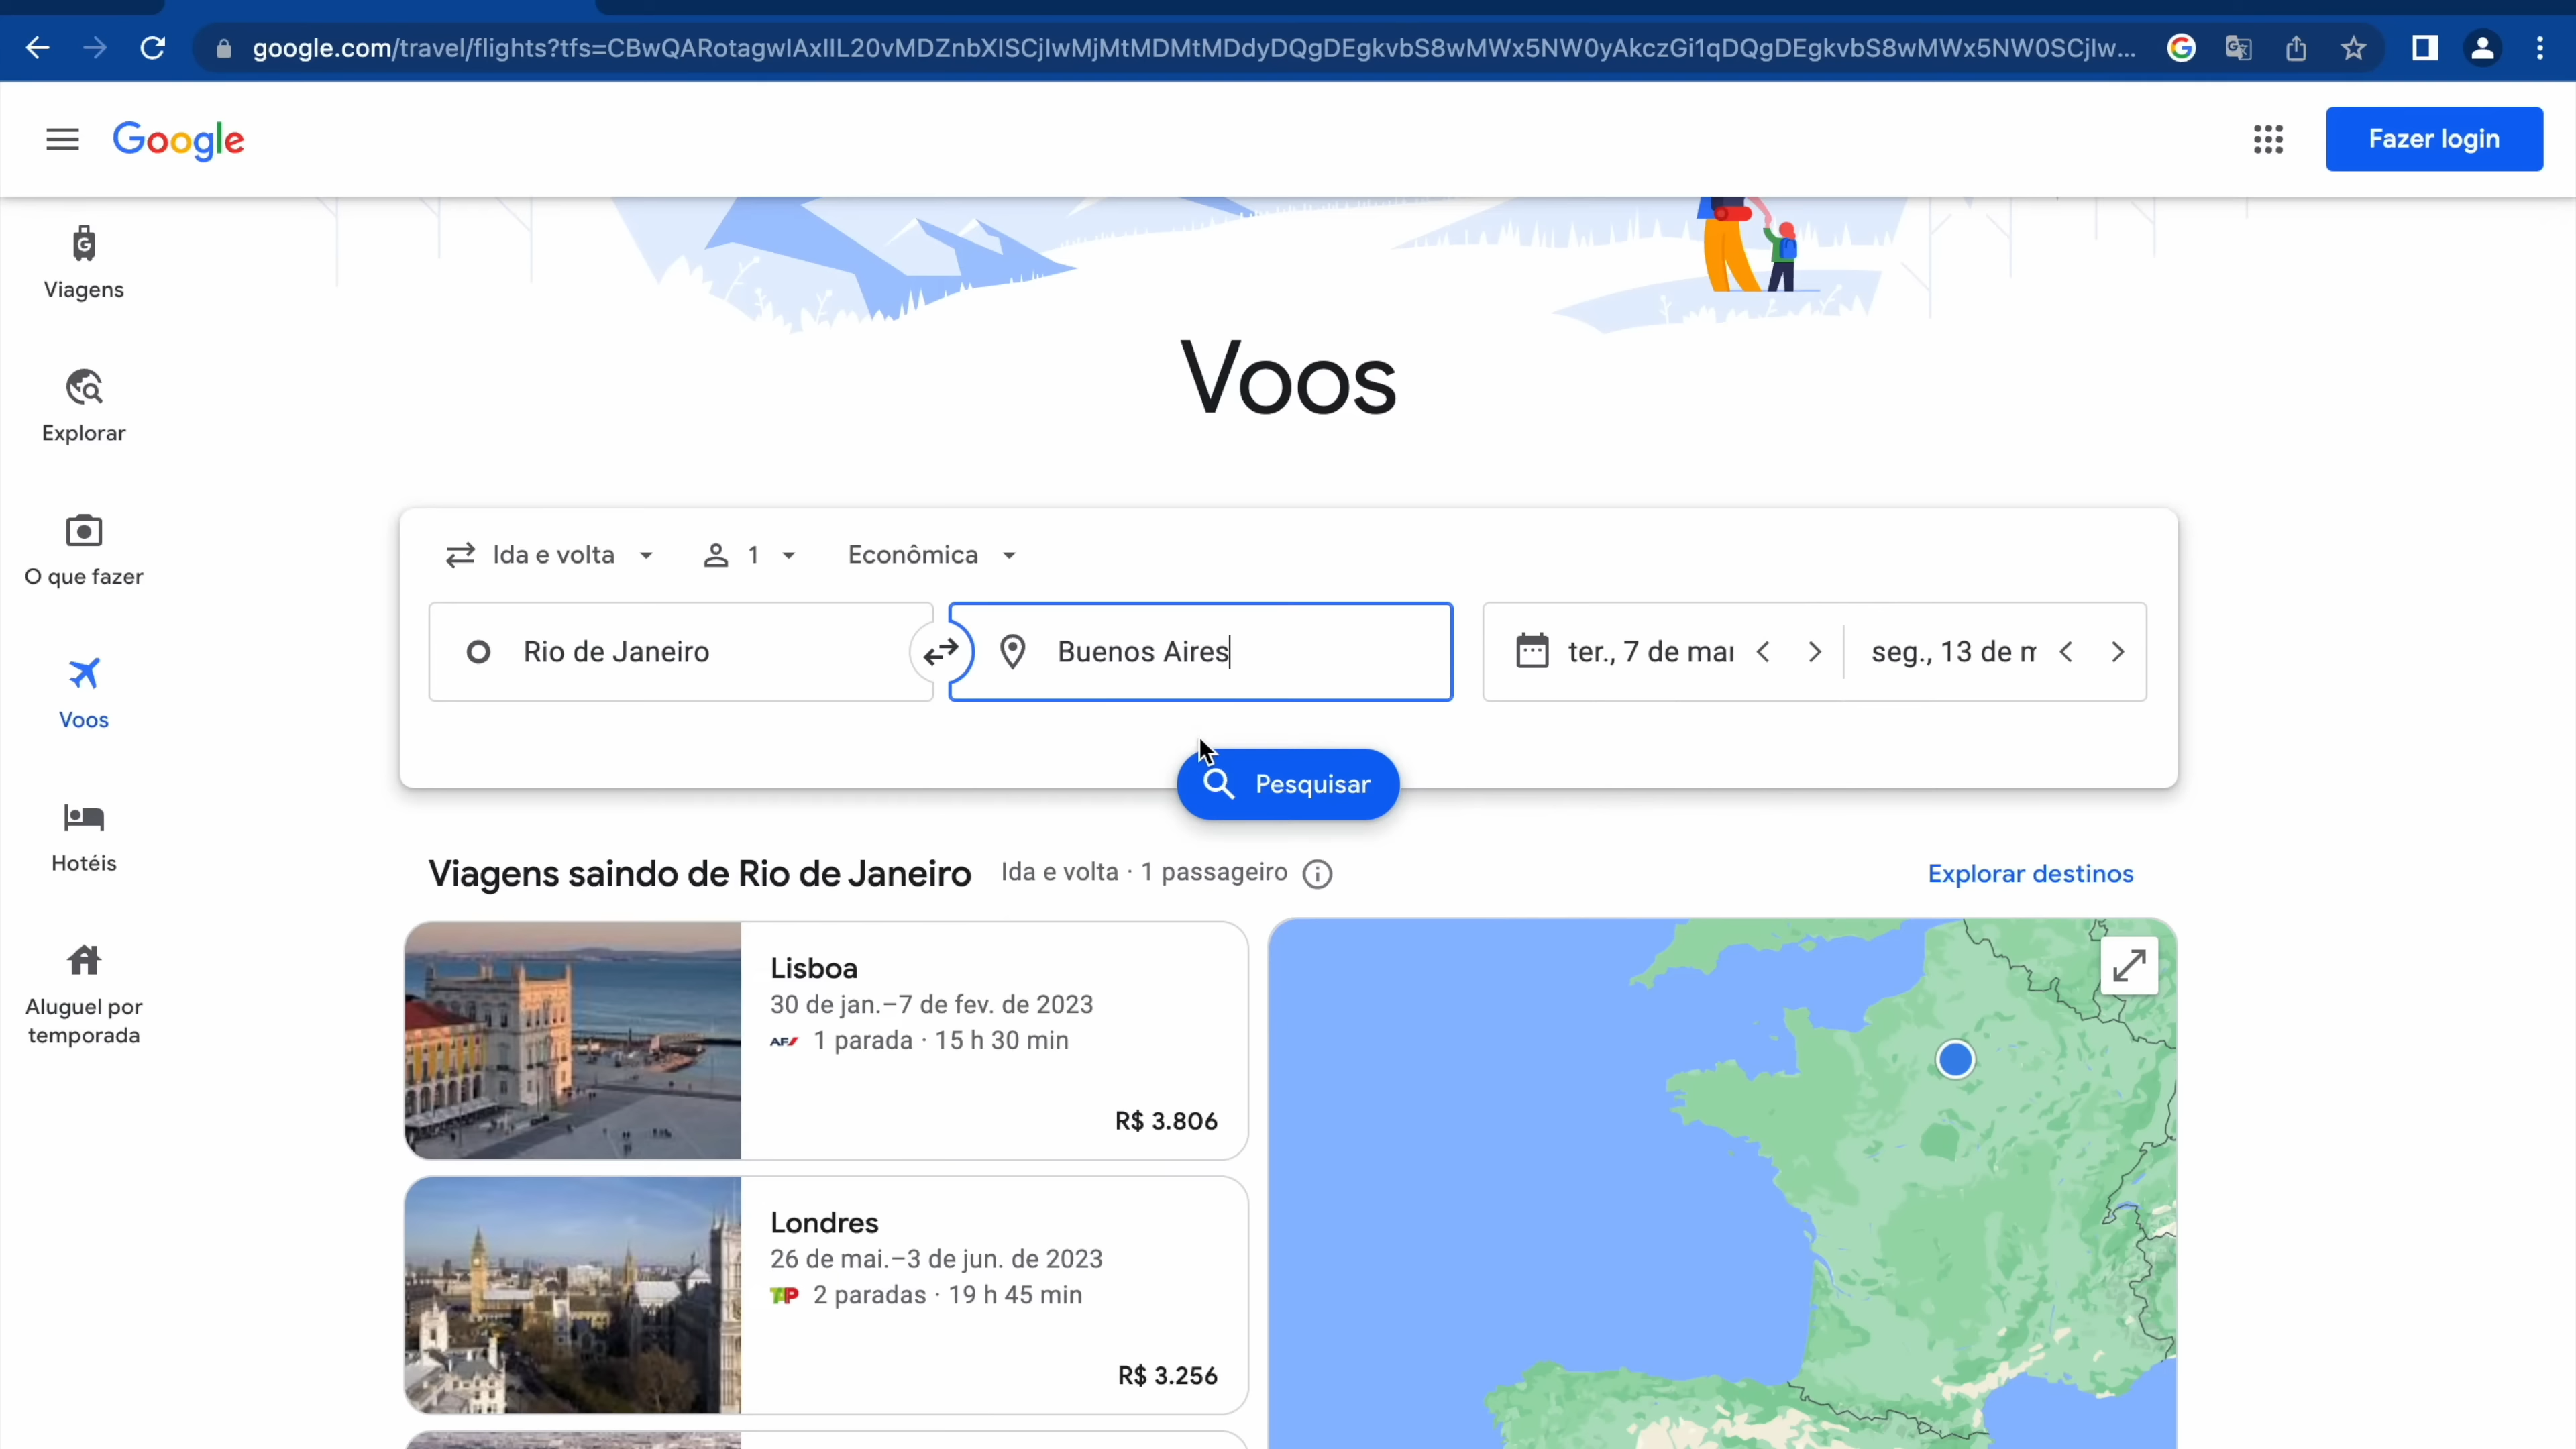 google.com/travel/flights?tfs=CBwQARotagwIAxIIL20vMDZnbXISCjIwMjMtMDMtMDdyDQgDEgkvbS8wMWx5NW0yAkczGi1qDQgDEgkvbS8wMWx5NW0SCjIw...
Google
Fazer login
Viagens
Explorar
O que fazer
Voos
Hotéis
Aluguel por
temporada
Voos
Ida e volta 1 Econômica
Rio de Janeiro Buenos Aires ter., 7 de mar seg., 13 de m
Pesquisar
Viagens saindo de Rio de Janeiro Ida e volta · 1 passageiro Explorar destinos
Lisboa
30 de jan.–7 de fev. de 2023
AF 1 parada · 15 h 30 min
R$ 3.806
Londres
26 de mai.–3 de jun. de 2023
TAP 2 paradas · 19 h 45 min
R$ 3.256